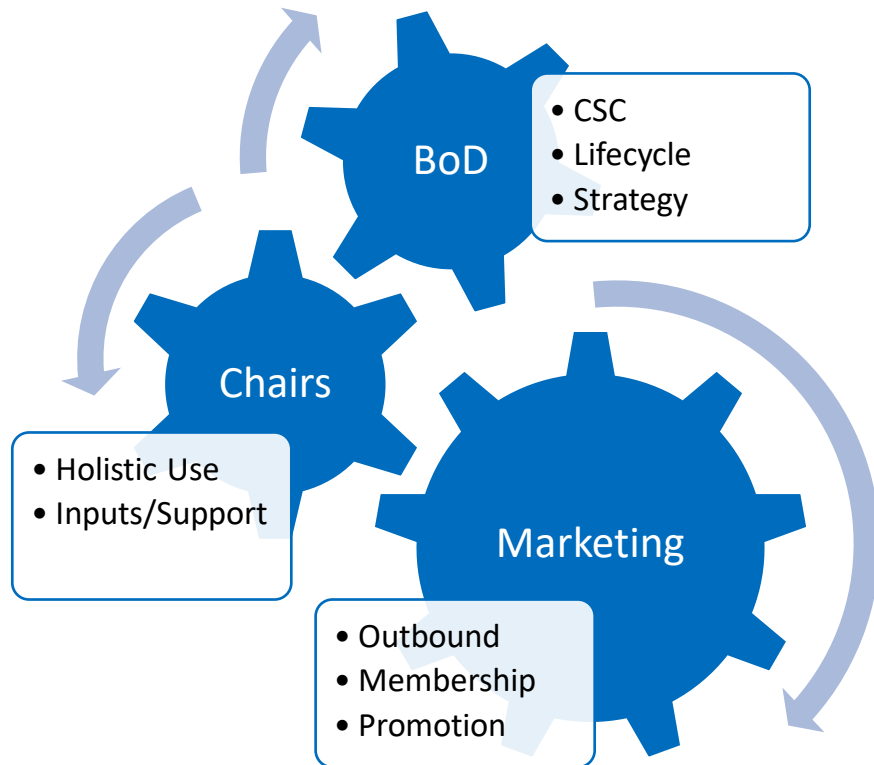 BoD
• CSC
• Lifecycle
• Strategy
Chairs
• Holistic Use
• Inputs/Support
Marketing
• Outbound
• Membership
• Promotion